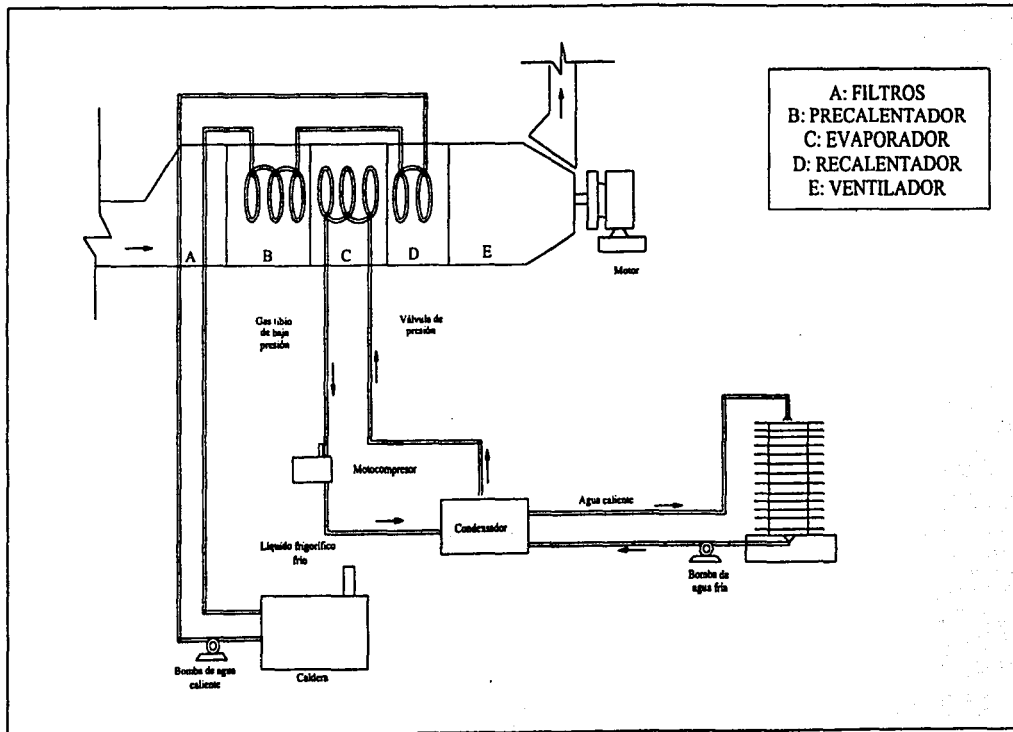 A: FILTROS
B: PRECALENTADOR
C: EVAPORADOR
D: RECALENTADOR
E: VENTILADOR
A
B
C
D
E
Motor
Gas tibio
de baja
presión
Válvula de
presión
Motocompresor
Agua caliente
Condensador
Líquido frigorífico
frio
Bomba de
agua fría
Bomba de agua
caliente
Caldera